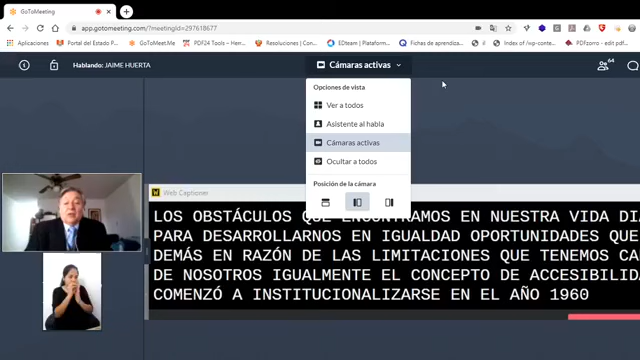 GoToMeeting
app.gotomeeting.com/?meetingId=297618677
Aplicaciones
Portal del Estado P...
GoToMeet.Me
PDF24 Tools – Herr...
Resoluciones | Con...
EDteam | Plataform...
Fichas de aprendiza...
Index of /wp-conte...
PDFzorro | edit pdf...
Hablando: JAIME HUERTA
Cámaras activas
64
Opciones de vista
Ver a todos
Asistente al habla
Cámaras activas
Ocultar a todos
Posición de la cámara
Web Captioner
LOS OBSTÁCULOS QUE ENCONTRAMOS EN NUESTRA VIDA
PARA DESARROLLARNOS EN IGUALDAD OPORTUNIDADES QUE
DEMÁS EN RAZÓN DE LAS LIMITACIONES QUE TENEMOS
DE NOSOTROS IGUALMENTE EL CONCEPTO DE ACCESIBILIDA
COMENZÓ A INSTITUCIONALIZARSE EN EL AÑO 1960